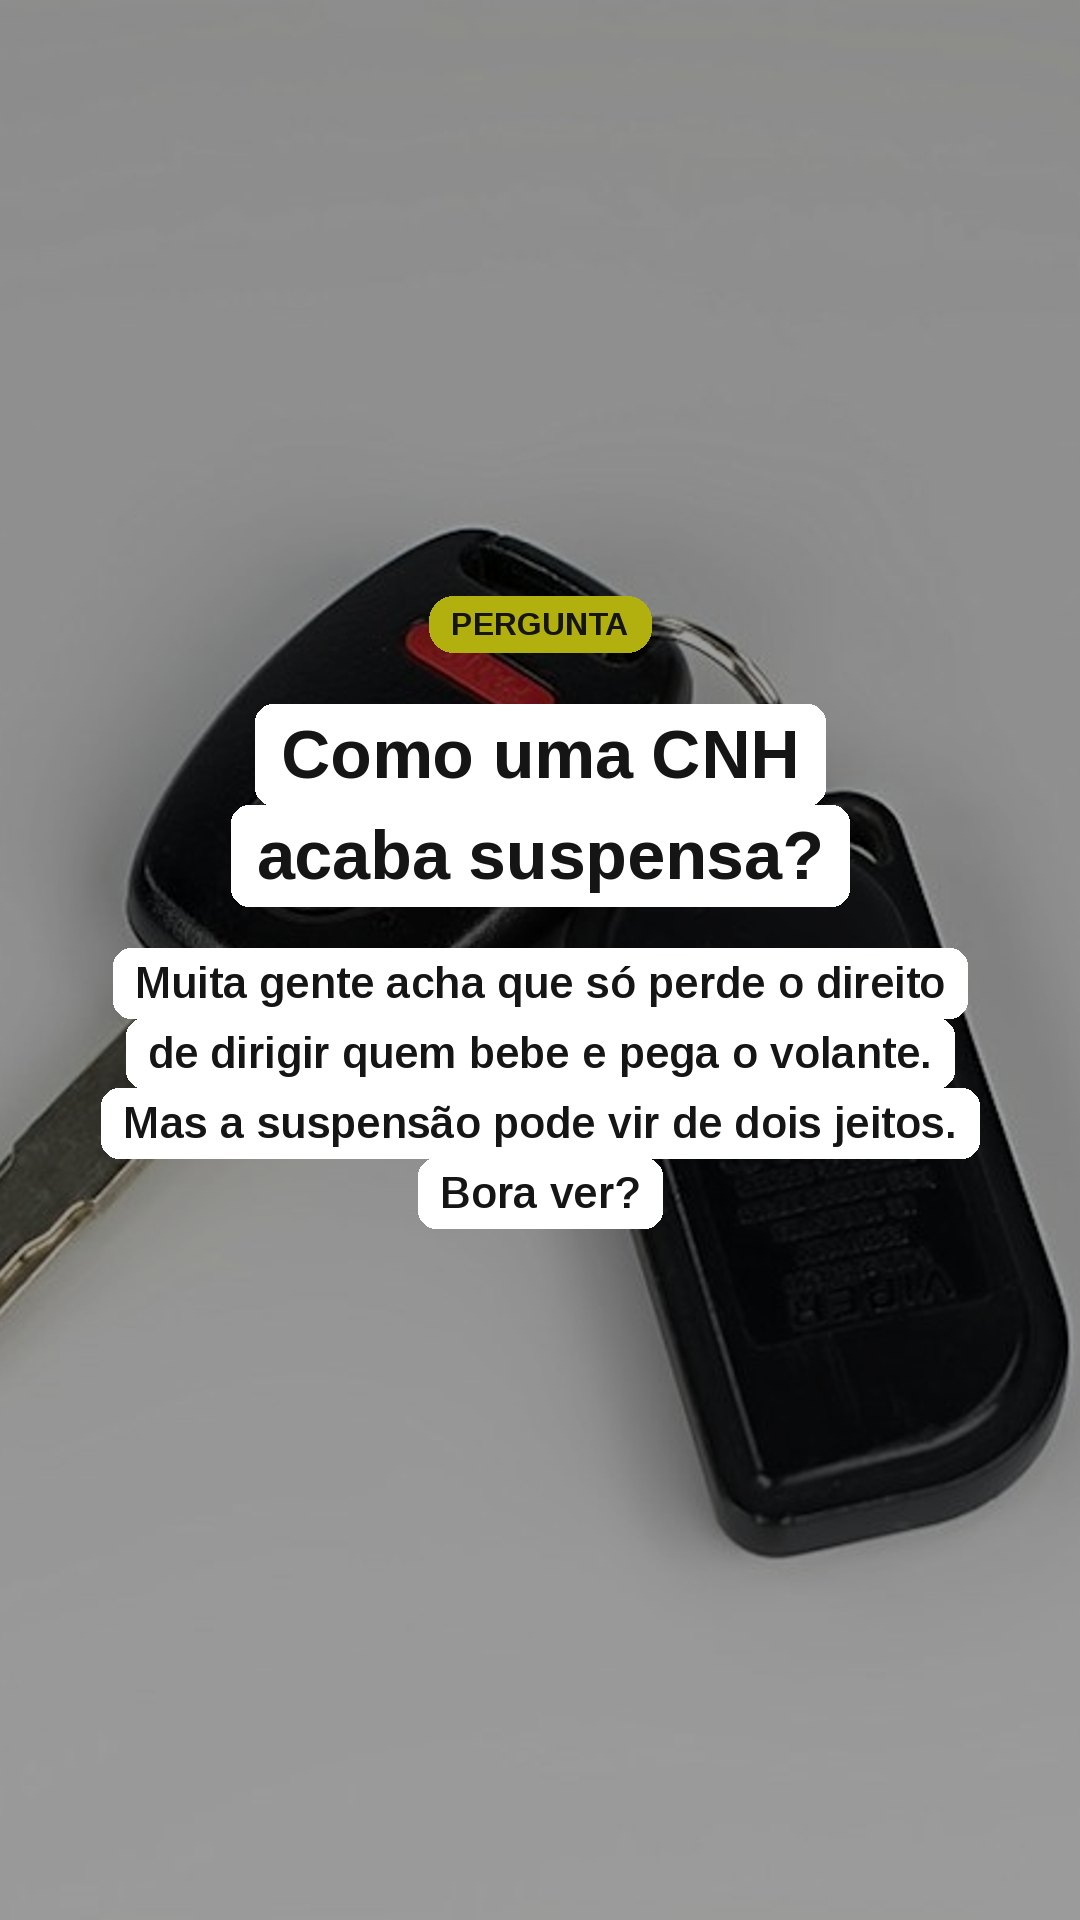 PERGUNTA
Como uma CNH
acaba suspensa?
Muita gente acha que só perde o direito
de dirigir quem bebe e pega o volante.
Mas a suspensão pode vir de dois jeitos.
Bora ver?
VIPER